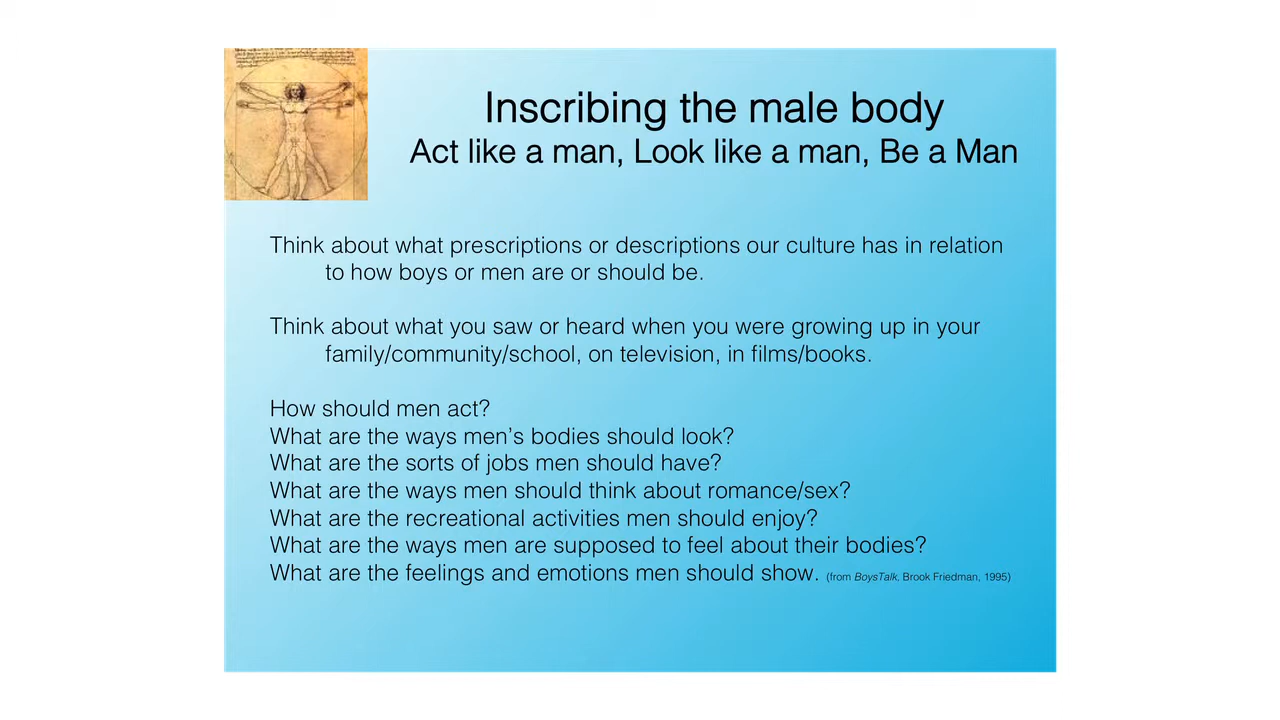 Inscribing the male body
Act like a man, Look like a man, Be a Man
Think about what prescriptions or descriptions our culture has in relation
to how boys or men are or should be.
Think about what you saw or heard when you were growing up in your
family/community/school, on television, in films/books.
How should men act?
What are the ways men’s bodies should look?
What are the sorts of jobs men should have?
What are the ways men should think about romance/sex?
What are the recreational activities men should enjoy?
What are the ways men are supposed to feel about their bodies?
What are the feelings and emotions men should show. (from BoysTalk, Brook Friedman, 1995)